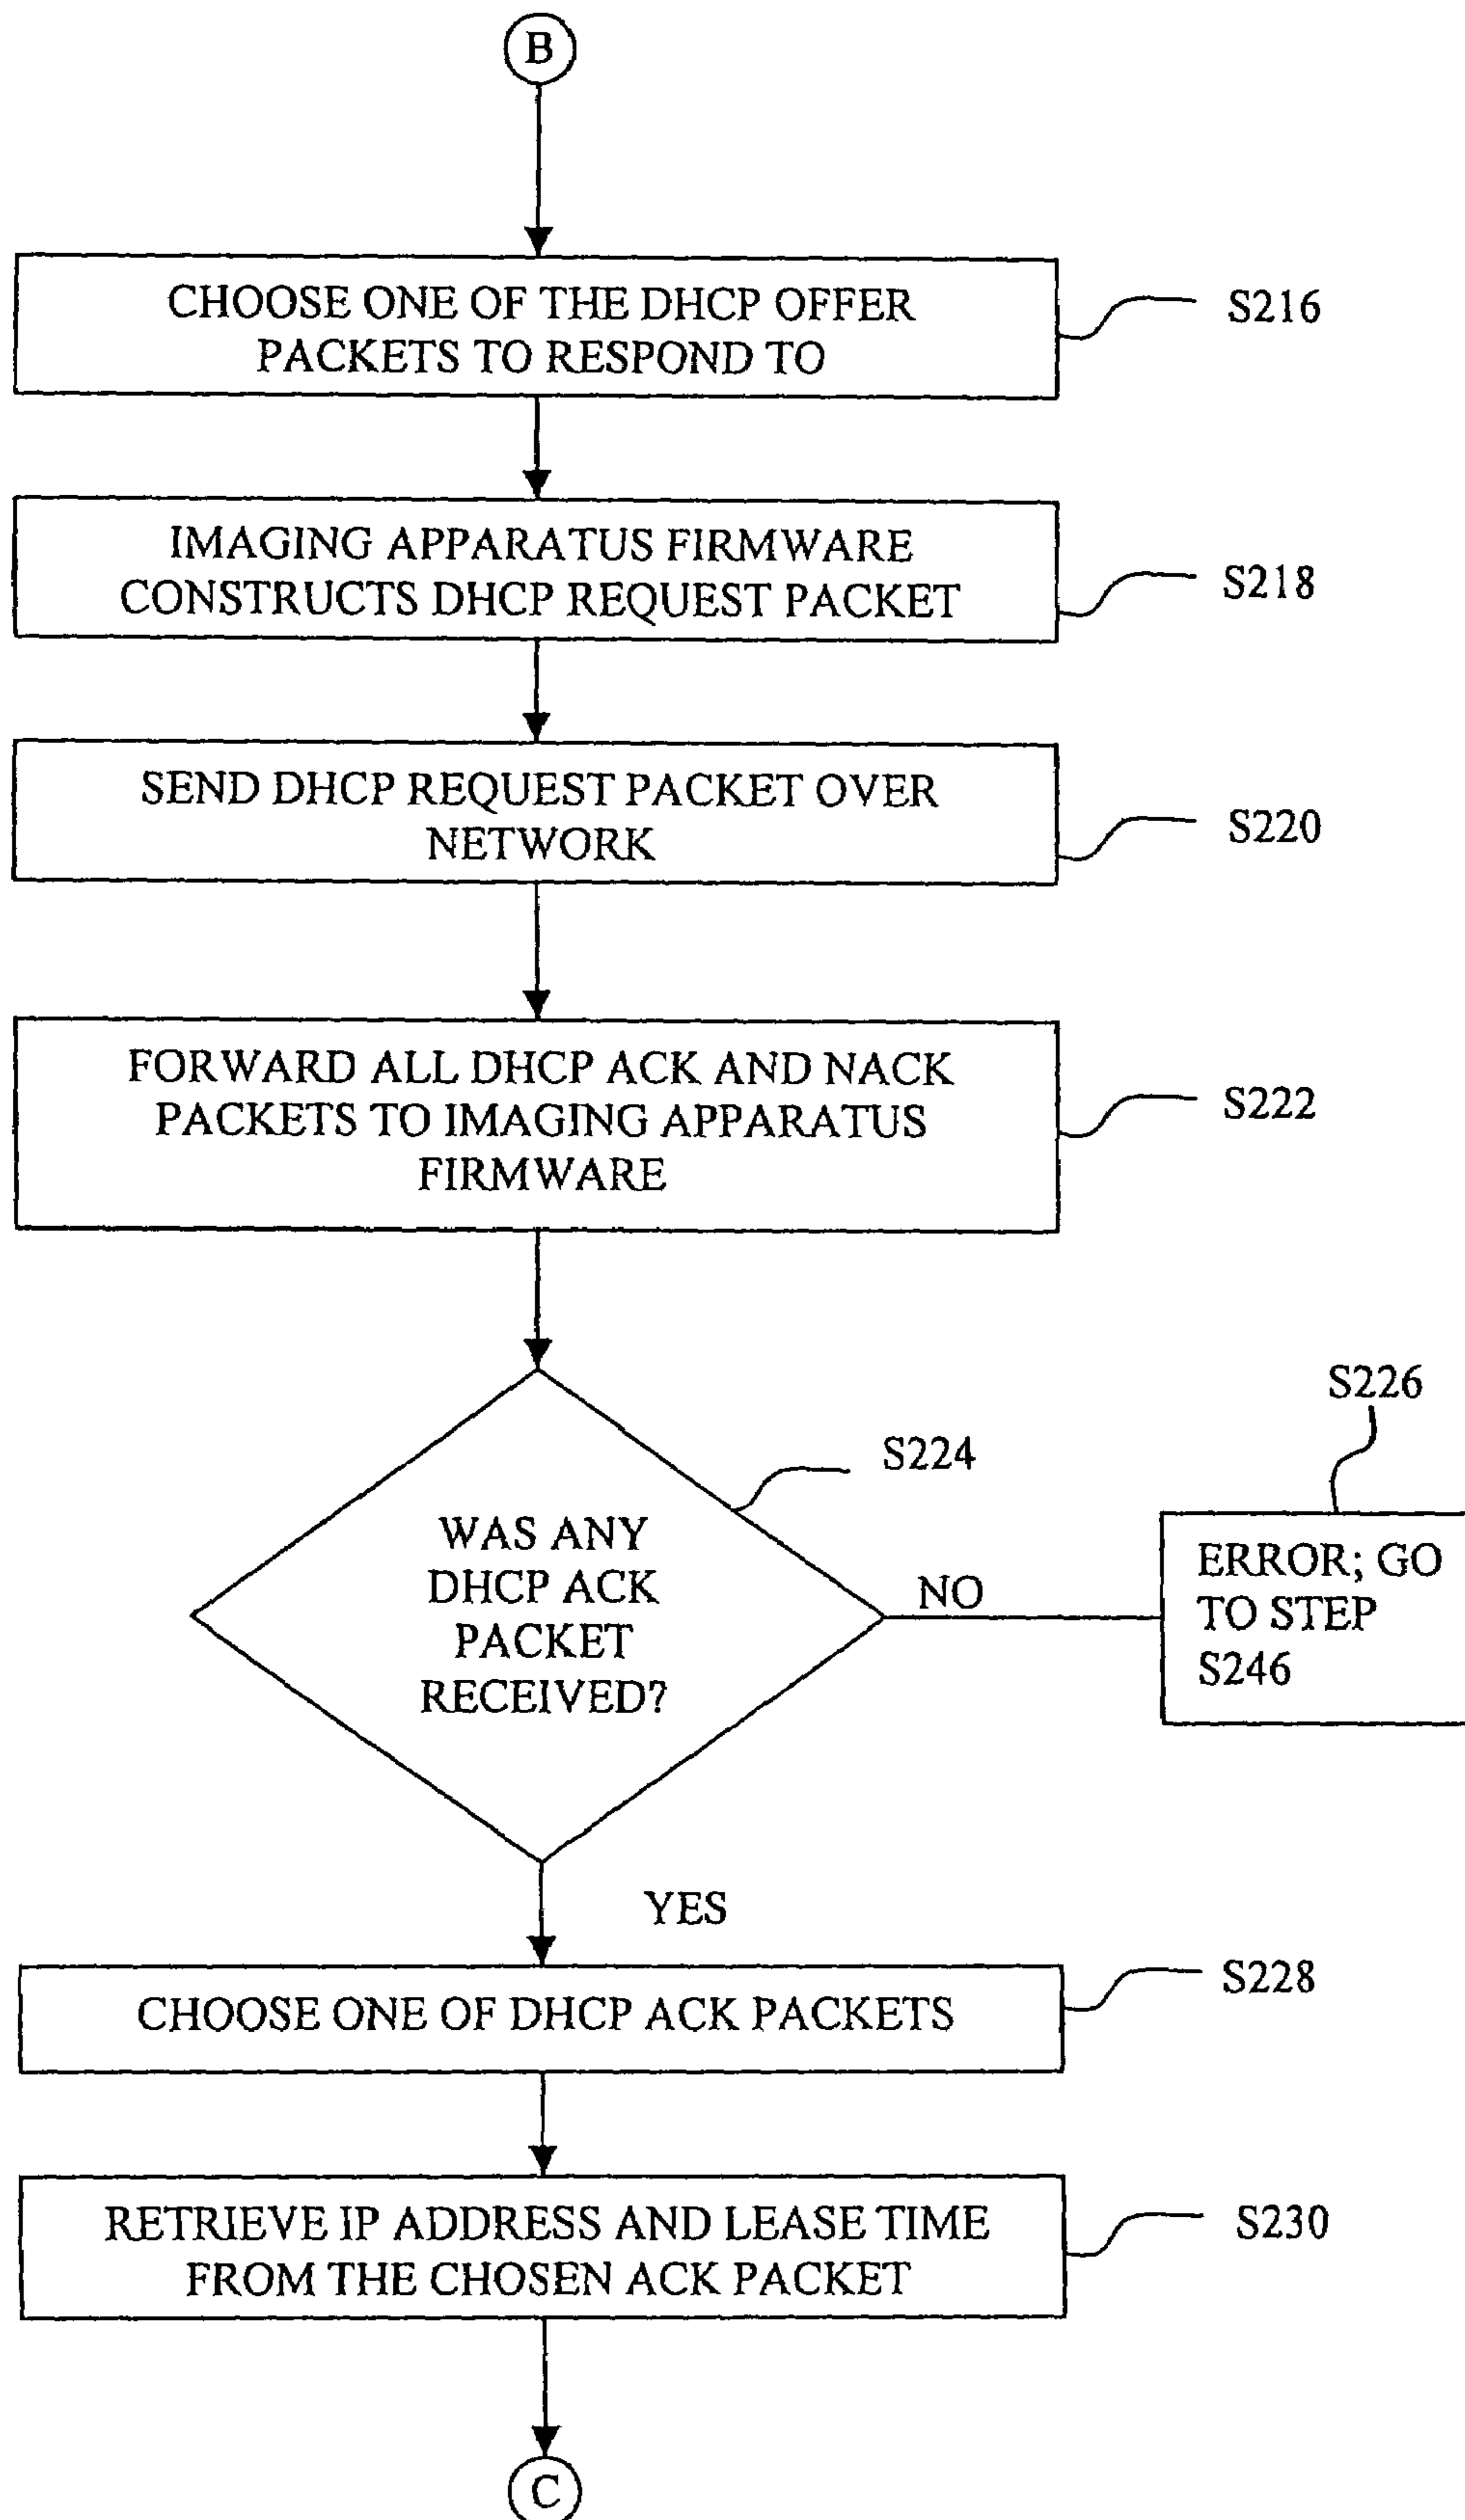 B
CHOOSE ONE OF THE DHCP OFFER
PACKETS TO RESPOND TO
S216
IMAGING APPARATUS FIRMWARE
CONSTRUCTS DHCP REQUEST PACKET
S218
SEND DHCP REQUEST PACKET OVER
NETWORK
S220
FORWARD ALL DHCP ACK AND NACK
PACKETS TO IMAGING APPARATUS
FIRMWARE
S222
S224
WAS ANY
DHCP ACK
PACKET
RECEIVED?
NO
S226
ERROR; GO
TO STEP
S246
YES
CHOOSE ONE OF DHCP ACK PACKETS
S228
RETRIEVE IP ADDRESS AND LEASE TIME
FROM THE CHOSEN ACK PACKET
S230
C